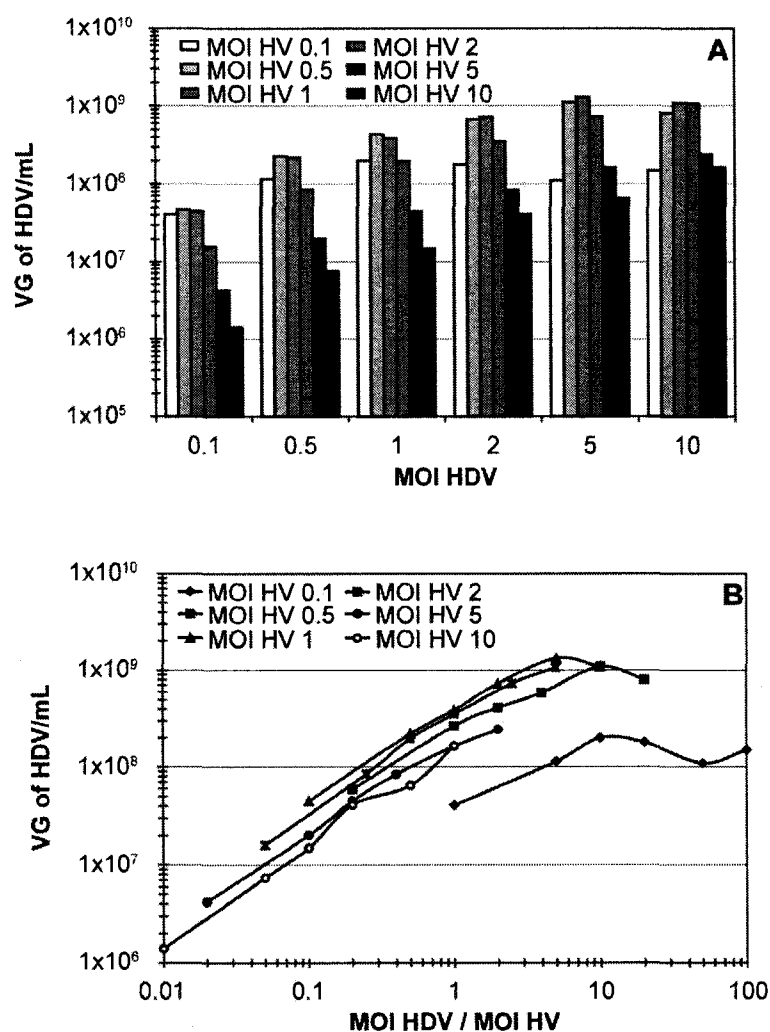 A
MOI HV 0.1 MOI HV 2
MOI HV 0.5 MOI HV 5
MOI HV 1 MOI HV 10
1x10¹⁰
1x10⁹
1x10⁸
1x10⁷
1x10⁶
1x10⁵
VG of HDV/mL
0.1 0.5 1 2 5 10
MOI HDV
B
MOI HV 0.1 MOI HV 2
MOI HV 0.5 MOI HV 5
MOI HV 1 MOI HV 10
1x10¹⁰
1x10⁹
1x10⁸
1x10⁷
1x10⁶
VG of HDV/mL
0.01 0.1 1 10 100
MOI HDV / MOI HV